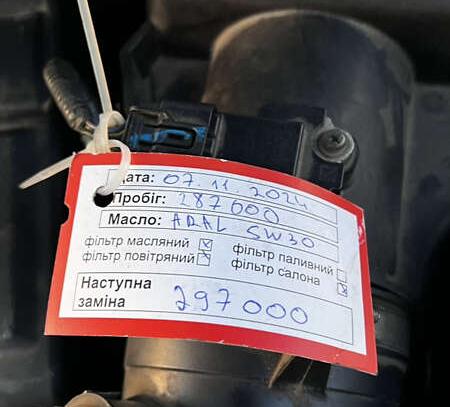 Дата: 07.11.2024
Пробіг: 287000
Масло: ARAL 5W30
фільтр масляний ☒ фільтр паливний ☐
фільтр повітряний ☒ фільтр салона ☒
Наступна заміна 297000